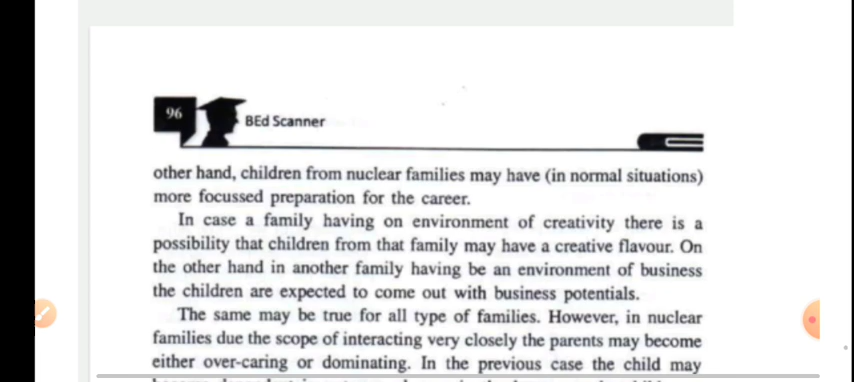 96
BEd Scanner
other hand, children from nuclear families may have (in normal situations)
more focussed preparation for the career.
In case a family having on environment of creativity there is a
possibility that children from that family may have a creative flavour. On
the other hand in another family having be an environment of business
the children are expected to come out with business potentials.
The same may be true for all type of families. However, in nuclear
families due the scope of interacting very closely the parents may become
either over-caring or dominating. In the previous case the child may